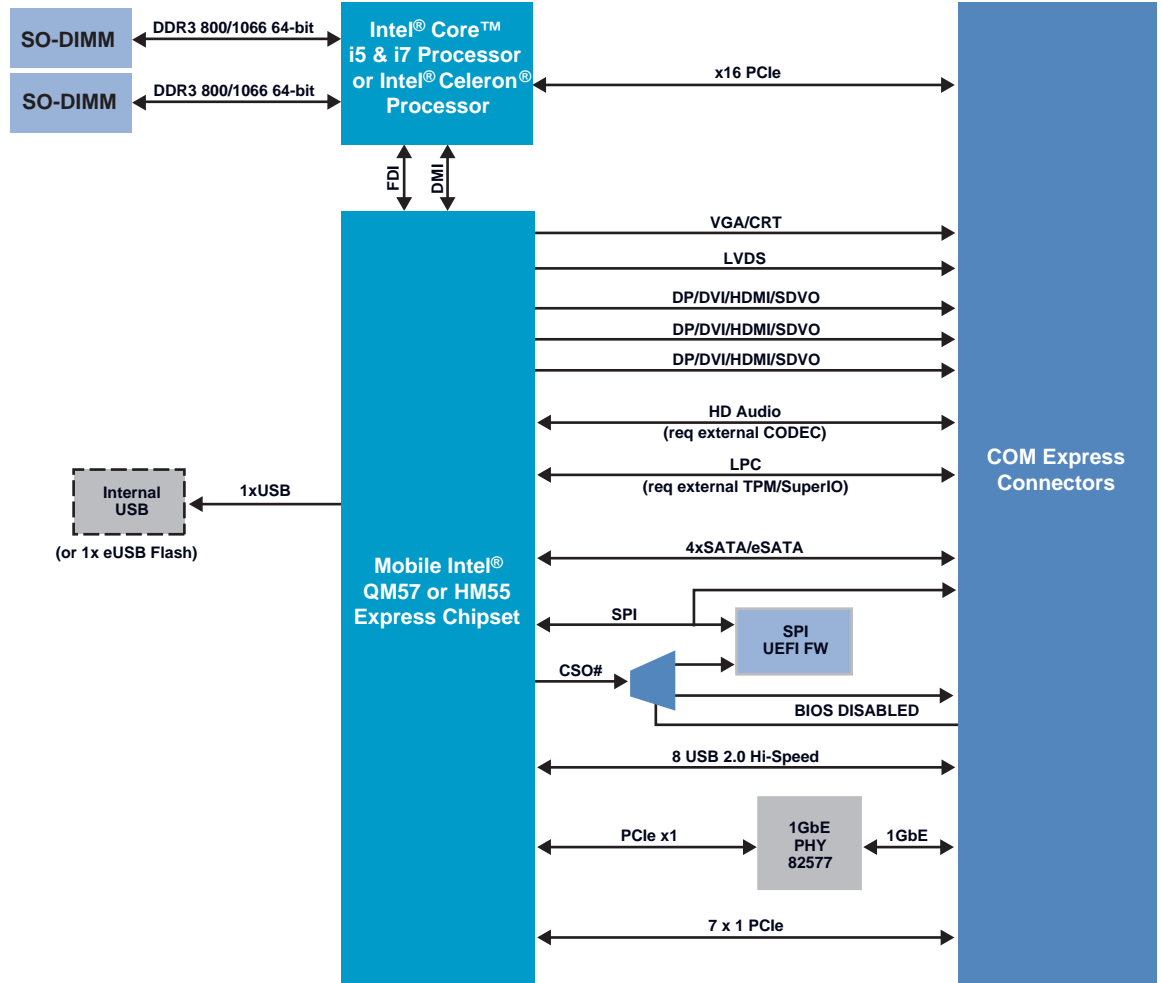 SO-DIMM
DDR3 800/1066 64-bit
SO-DIMM
DDR3 800/1066 64-bit
Intel® Core™
i5 & i7 Processor
or Intel® Celeron®
Processor
x16 PCIe
FDI
DMI
VGA/CRT
LVDS
DP/DVI/HDMI/SDVO
DP/DVI/HDMI/SDVO
DP/DVI/HDMI/SDVO
HD Audio
(req external CODEC)
LPC
(req external TPM/SuperIO)
COM Express
Connectors
Internal
USB
(or 1x eUSB Flash)
1xUSB
4xSATA/eSATA
Mobile Intel®
QM57 or HM55
Express Chipset
SPI
SPI
UEFI FW
CSO#
BIOS DISABLED
8 USB 2.0 Hi-Speed
PCIe x1
1GbE
PHY
82577
1GbE
7 x 1 PCIe